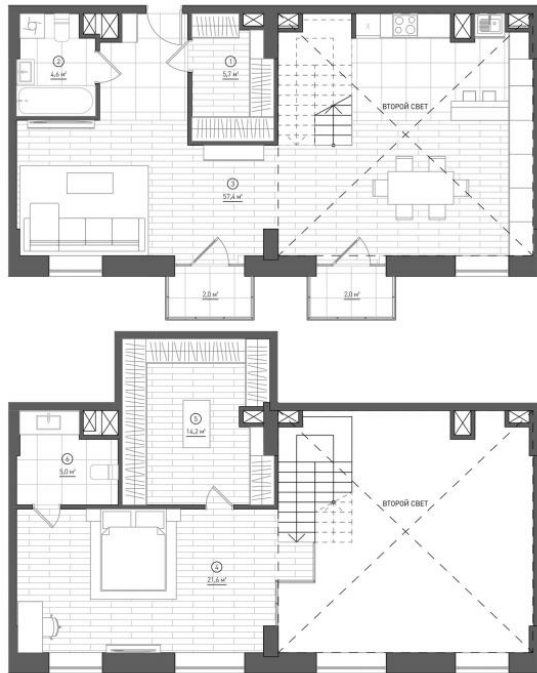 2
4,6 м²
1
5,7 м²
ВТОРОЙ СВЕТ
3
57,4 м²
2,0 м²
2,0 м²
5
14,2 м²
6
5,0 м²
ВТОРОЙ СВЕТ
4
21,6 м²